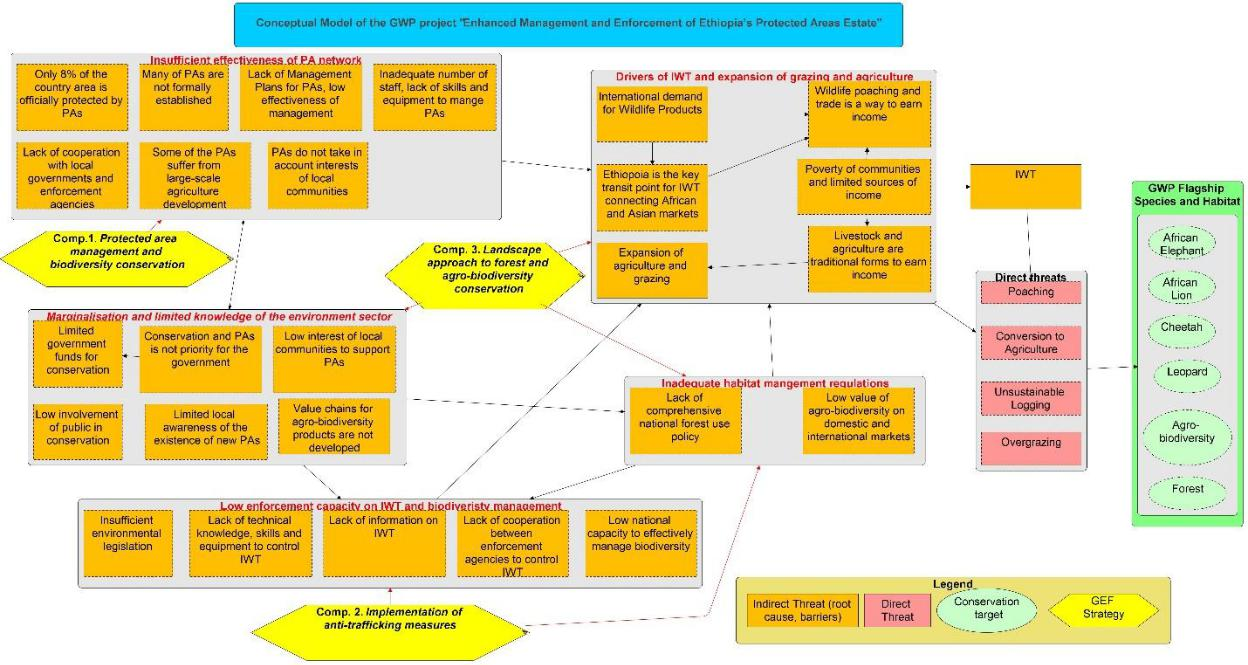 Conceptual Model of the GWP project "Enhanced Management and Enforcement of Ethiopia's Protected Areas Estate"
Insufficient effectiveness of PA network
Only 8% of the
country area is
officially protected by
PAs
Many of PAs are
not formally
established
Lack of Management
Plans for PAs, low
effectiveness of
management
Inadequate number of
staff, lack of skills and
equipment to mange
PAs
Lack of cooperation
with local
governments and
enforcement
agencies
Some of the PAs
suffer from
large-scale
agriculture
development
PAs do not take in
account interests
of local
communities
Comp.1. Protected area
management and
biodiversity conservation
Comp. 3. Landscape
approach to forest and
agro-biodiversity
conservation
Drivers of IWT and expansion of grazing and agriculture
International demand
for Wildlife Products
Wildlife poaching and
trade is a way to earn
income
Ethiopoia is the key
transit point for IWT
connecting African
and Asian markets
Poverty of communities
and limited sources of
income
Expansion of
agriculture and
grazing
Livestock and
agriculture are
traditional forms to earn
income
IWT
Direct threats
Poaching
Conversion to
Agriculture
Unsustainable
Logging
Overgrazing
GWP Flagship
Species and Habitat
African
Elephant
African
Lion
Cheetah
Leopard
Agro-
biodiversity
Forest
Marginalisation and limited knowledge of the environment sector
Limited
government
funds for
conservation
Conservation and PAs
is not priority for the
government
Low interest of local
communities to support
PAs
Low involvement
of public in
conservation
Limited local
awareness of the
existence of new PAs
Value chains for
agro-biodiversity
products are not
developed
Inadequate habitat mangement regulations
Lack of
comprehensive
national forest use
policy
Low value of
agro-biodiversity on
domestic and
international markets
Low enforcement capacity on IWT and biodiveristy management
Insufficient
environmental
legislation
Lack of technical
knowledge, skills and
equipment to control
IWT
Lack of information on
IWT
Lack of cooperation
between
enforcement
agencies to control
IWT
Low national
capacity to effectively
manage biodiversity
Comp. 2. Implementation of
anti-trafficking measures
Legend
Indirect Threat (root
cause, barriers)
Direct
Threat
Conservation
target
GEF
Strategy